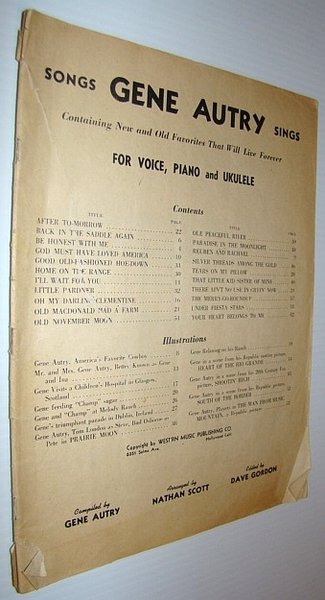 SONGS GENE AUTRY SINGS
Containing New and Old Favorites That Will Live Forever
FOR VOICE, PIANO and UKULELE
Contents
TITLE PAGE
AFTER TO-MORROW 22
BACK IN THE SADDLE AGAIN 6
BE HONEST WITH ME 4
GOD MUST HAVE LOVED AMERICA
GOOD OLD-FASHIONED HOE-DOWN
HOME ON THE RANGE 30
I'LL WAIT FOR YOU
LITTLE PARDNER 32
OH MY DARLING CLEMENTINE 16
OLD MACDONALD HAD A FARM 21
OLD NOVEMBER MOON
TITLE
OLE PEACEFUL RIVER
PARADISE IN THE MOONLIGHT
REUBEN AND RACHAEL
SILVER THREADS AMONG THE GOLD
TEARS ON MY PILLOW
THAT LITTLE KID SISTER OF MINE
THERE AIN'T NO USE IN CRYIN' NOW
THE MERRY-GO-ROUNDUP
UNDER FIESTA STARS
YOUR HEART BELONGS TO ME
Illustrations
Gene Autry, America's Favorite Cowboy
Mr. and Mrs. Gene Autry, Better Known as Gene
and Ina
Gene Visits a Children's Hospital in Glasgow,
Scotland
Gene feeding "Champ" sugar
Gene and "Champ" at Melody Ranch
Gene's triumphant parade in Dublin, Ireland
Gene Autry, Tom London as Steve, Bud Osborne as
Pete in PRAIRIE MOON
Gene Relaxing on his Ranch
Gene in a scene from his Republic motion picture,
HEART OF THE RIO GRANDE
Gene Autry in a scene from his 20th Century Fox
picture, SHOOTIN' HIGH
Gene Autry in a scene from his Republic picture,
SOUTH OF THE BORDER
Gene Autry, Players in THE MAN FROM MUSIC
MOUNTAIN, a Republic picture
Copyright by WESTERN MUSIC PUBLISHING CO.
Hollywood
Compiled by
GENE AUTRY
Arranged by
NATHAN SCOTT
Edited by
DAVE GORDON